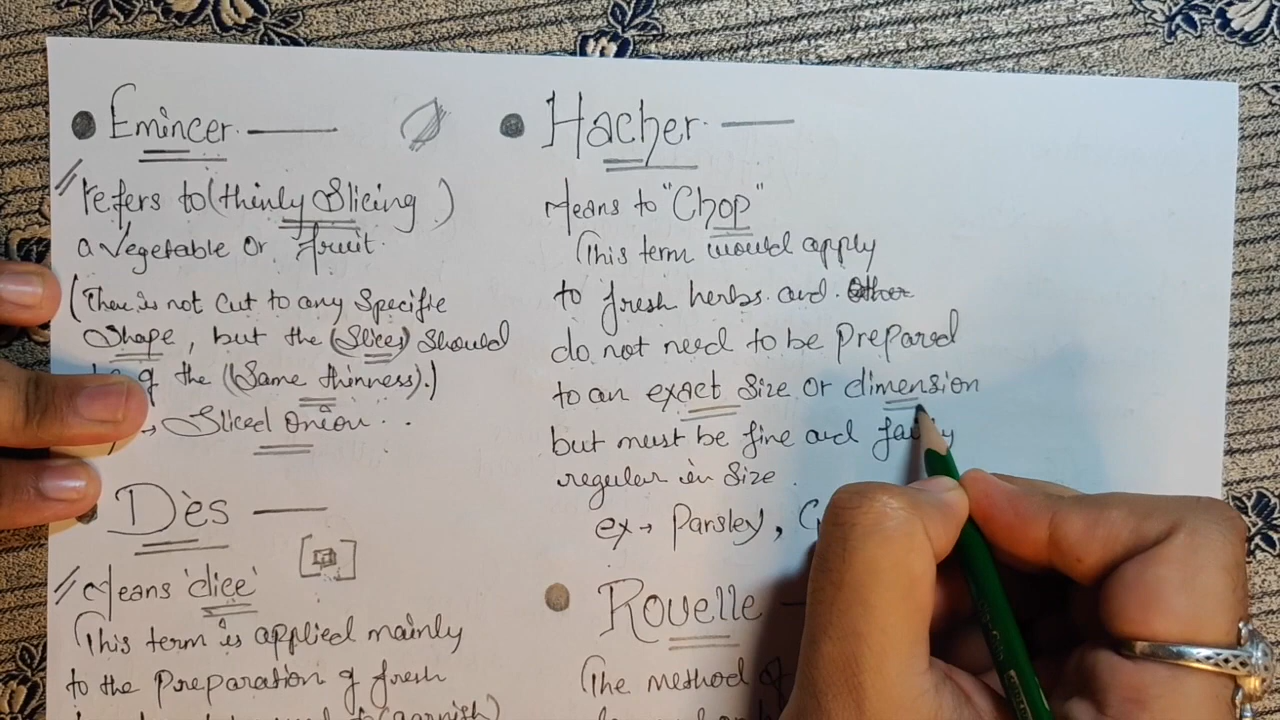 Emincer
refers to (thinly Slicing)
a Vegetable or fruit.
(There is not cut to any Specific
Shape, but the (Slices) Should
of the (Same thinness).)
→ Sliced Onion . .
Dès
Means 'dice'
This term is applied mainly
to the Preparation of fresh
Hacher
Means to "Chop"
This term would apply
to fresh herbs. and. Other
do not need to be prepared
to an exact Size or dimension
but must be fine and
regular in Size.
ex → Parsley,
Rouelle
The method of